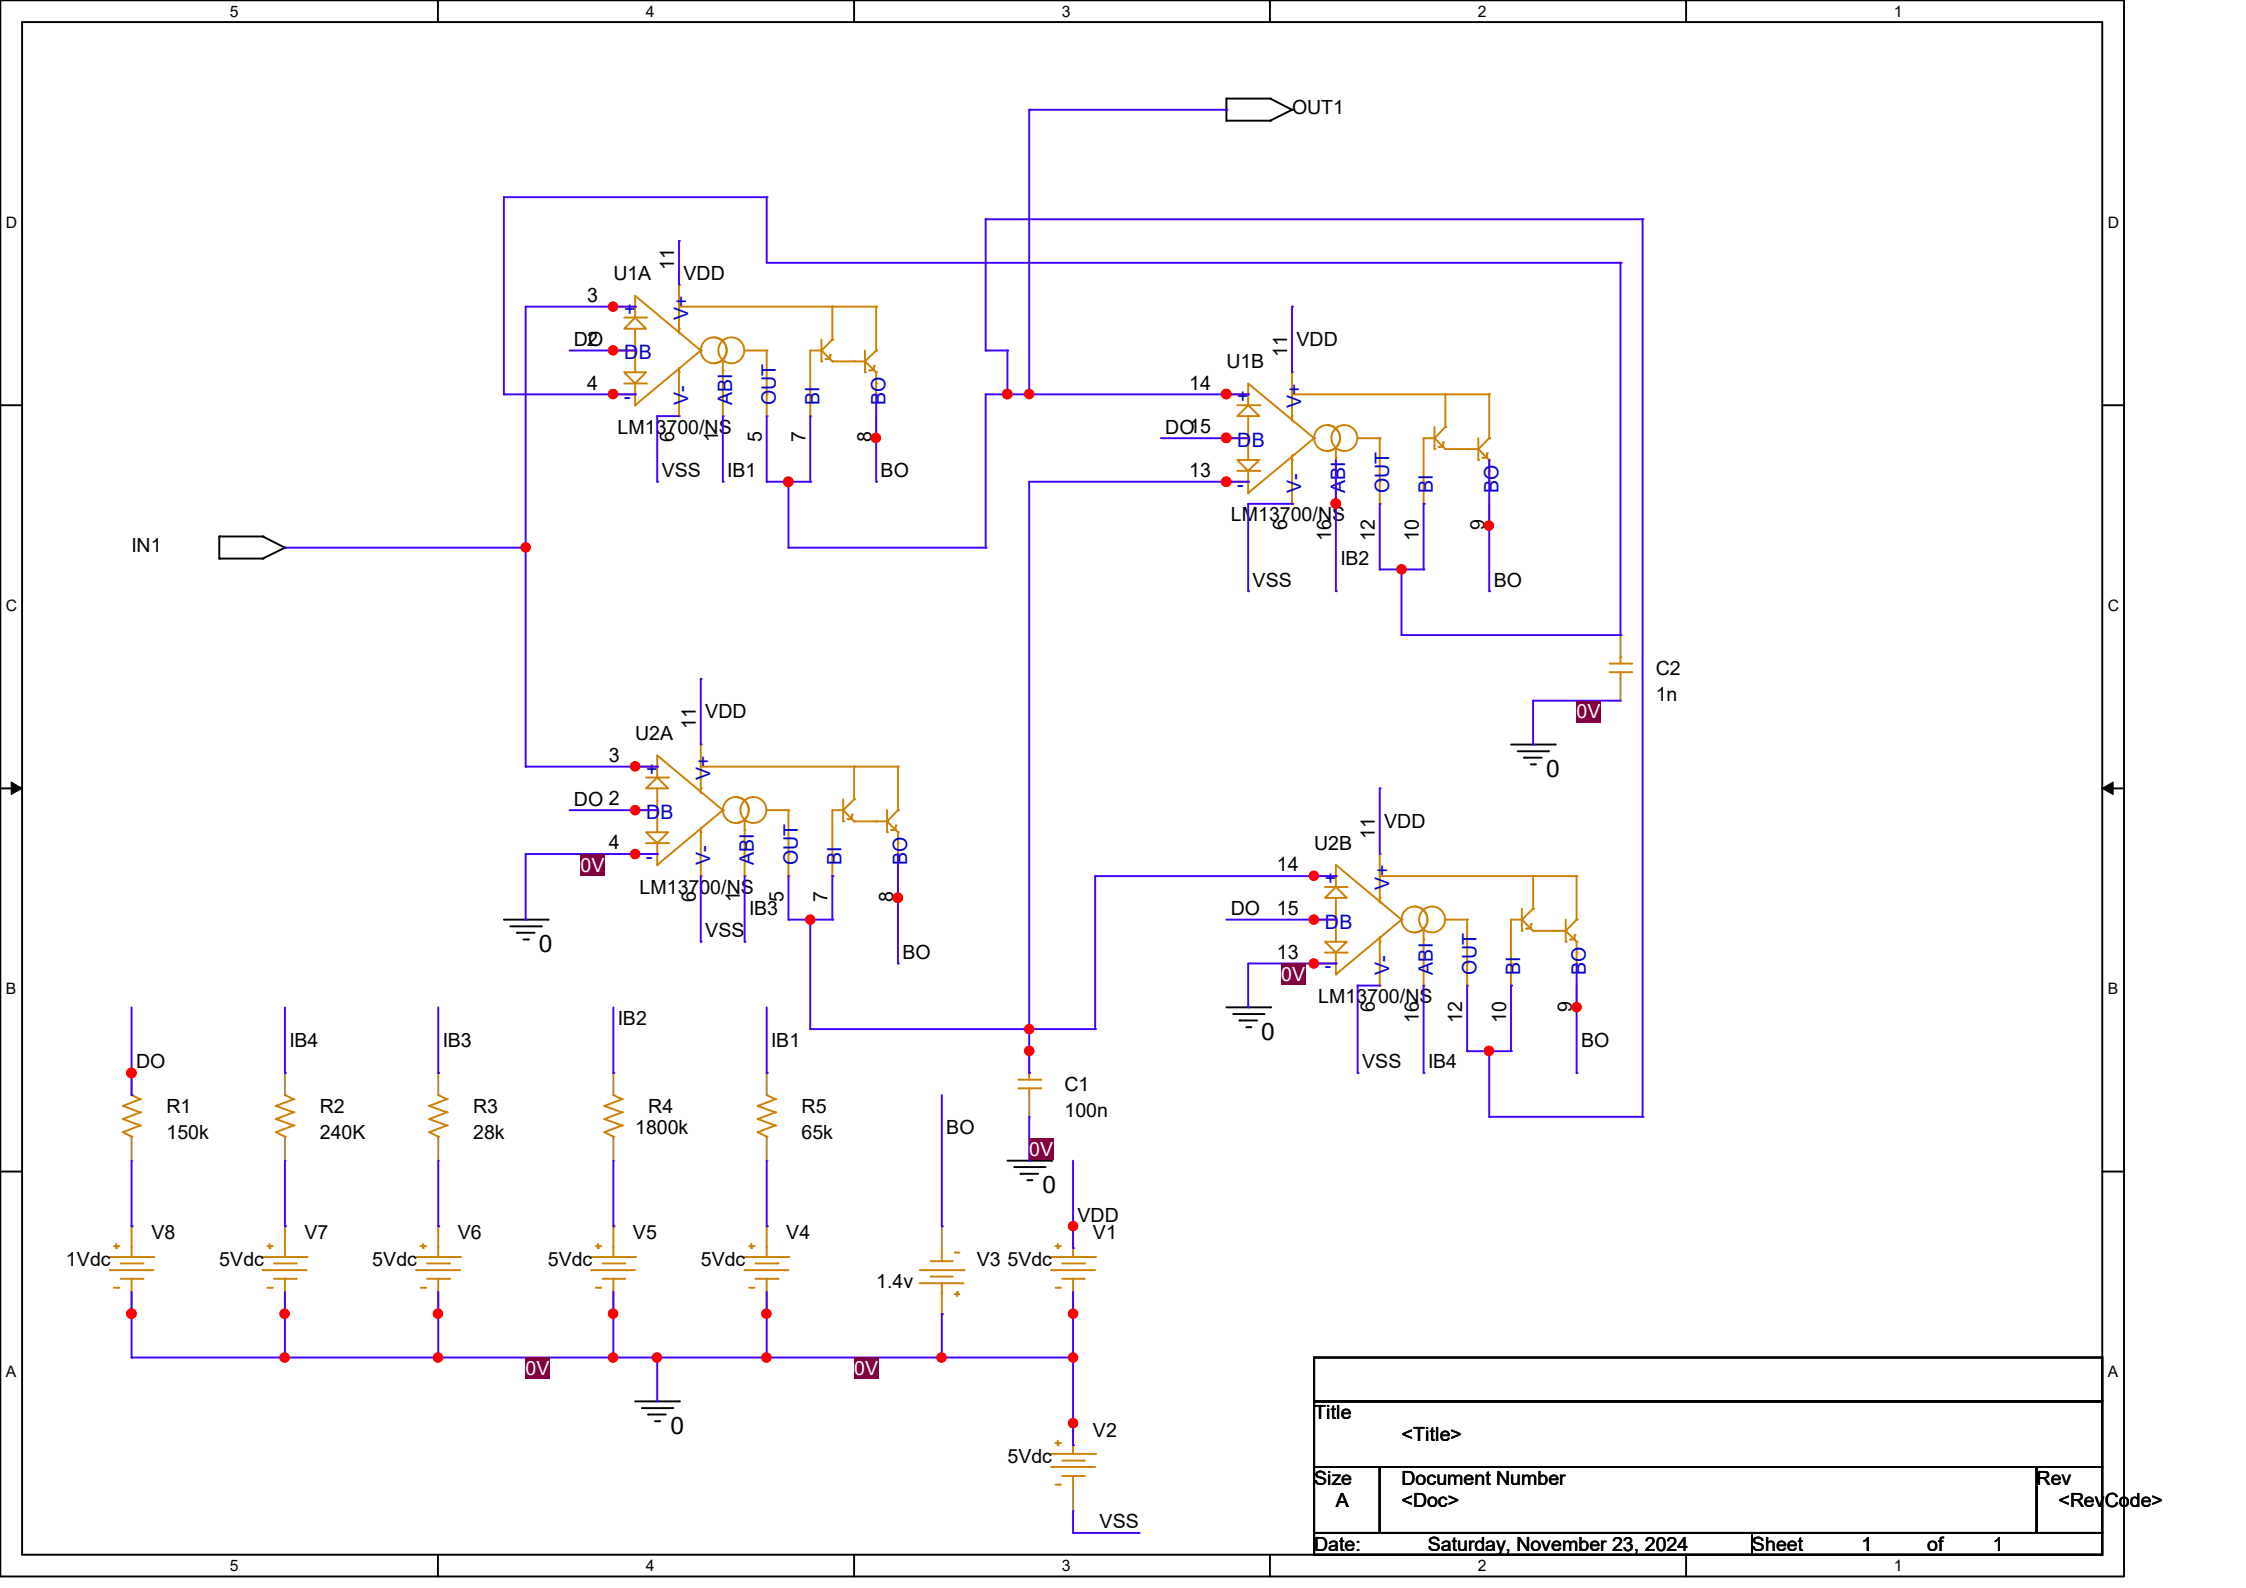 5 4 3 2 1
OUT1
D D
U1A
11
VDD
3 + V+
DO 2 DB
4 - V- ABI OUT BI BO
LM13700/NS
6 1 5 7 8
VSS IB1 BO
U1B
11
VDD
14 + V+
DO 15 DB
13 - V- ABI OUT BI BO
LM13700/NS
6 16 12 10 9
IB2
VSS BO
IN1
C C
C2
1n
0V
0
U2A
11
VDD
3 + V+
DO 2 DB
4 - V- ABI OUT BI BO
0V
LM13700/NS
6 1 5 7 8
IB3
VSS
BO
0
U2B
11
VDD
14 + V+
DO 15 DB
13 - V- ABI OUT BI BO
0V
LM13700/NS
6 16 12 10 9
VSS IB4 BO
0
B B
DO IB4 IB3 IB2 IB1
R1 R2 R3 R4 R5
150k 240K 28k 1800k 65k
C1
100n
0V
0
BO
VDD
V8 V7 V6 V5 V4 V3 V1
1Vdc 5Vdc 5Vdc 5Vdc 5Vdc 1.4v 5Vdc
+ + + + + - +
- - - - - + -
0V 0V
0
A A
V2
5Vdc
+
-
VSS
Title
<Title>
Size Document Number Rev
A <Doc> <RevCode>
Date: Saturday, November 23, 2024 Sheet 1 of 1
5 4 3 2 1